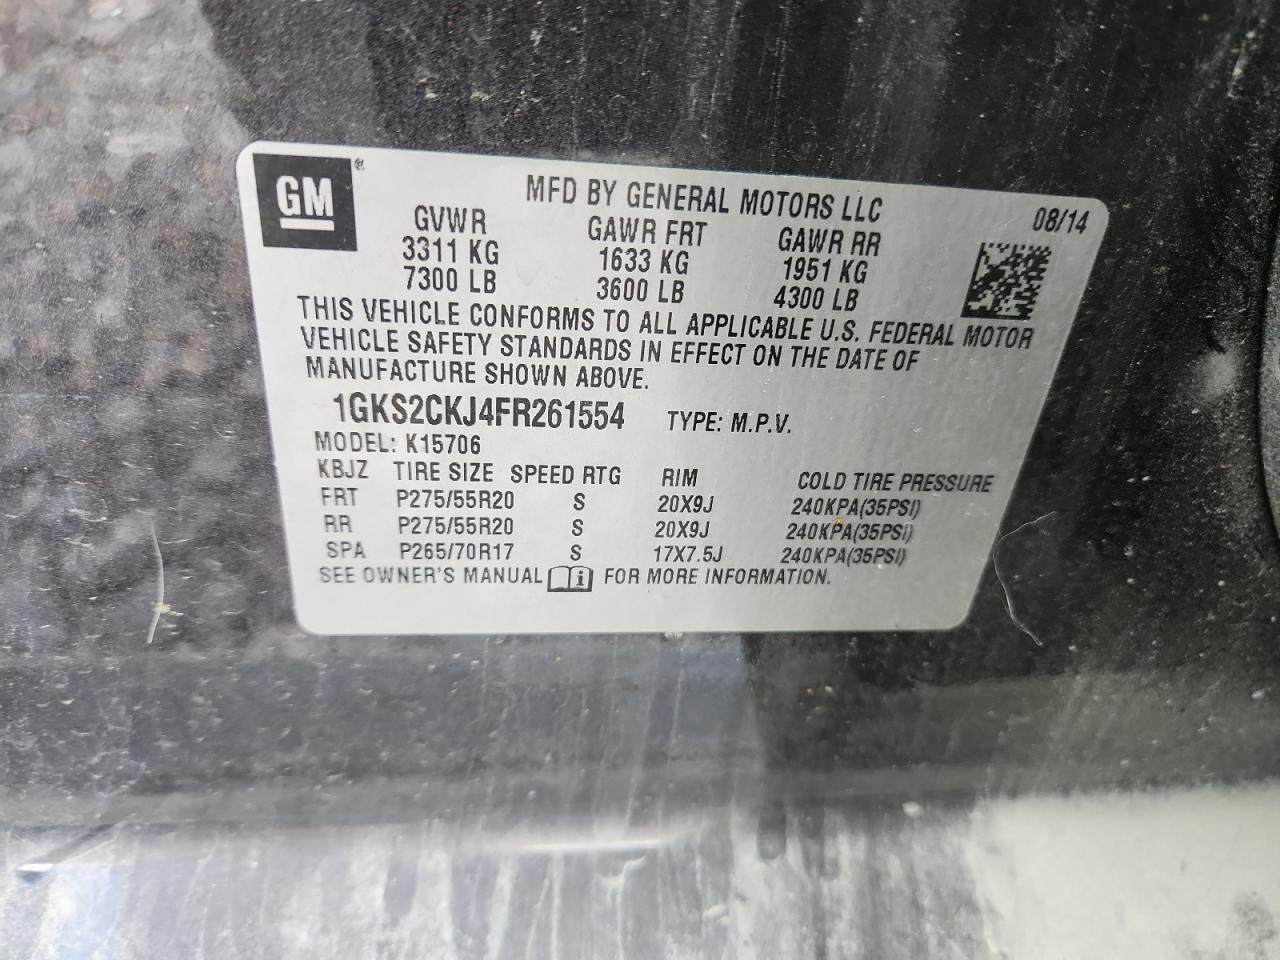 GM ®
MFD BY GENERAL MOTORS LLC 08/14
GVWR GAWR FRT GAWR RR
3311 KG 1633 KG 1951 KG
7300 LB 3600 LB 4300 LB
THIS VEHICLE CONFORMS TO ALL APPLICABLE U.S. FEDERAL MOTOR
VEHICLE SAFETY STANDARDS IN EFFECT ON THE DATE OF
MANUFACTURE SHOWN ABOVE.
1GKS2CKJ4FR261554 TYPE: M.P.V.
MODEL: K15706
KBJZ TIRE SIZE SPEED RTG RIM COLD TIRE PRESSURE
FRT P275/55R20 S 20X9J 240KPA(35PSI)
RR P275/55R20 S 20X9J 240KPA(35PSI)
SPA P265/70R17 S 17X7.5J 240KPA(35PSI)
SEE OWNER'S MANUAL i FOR MORE INFORMATION.